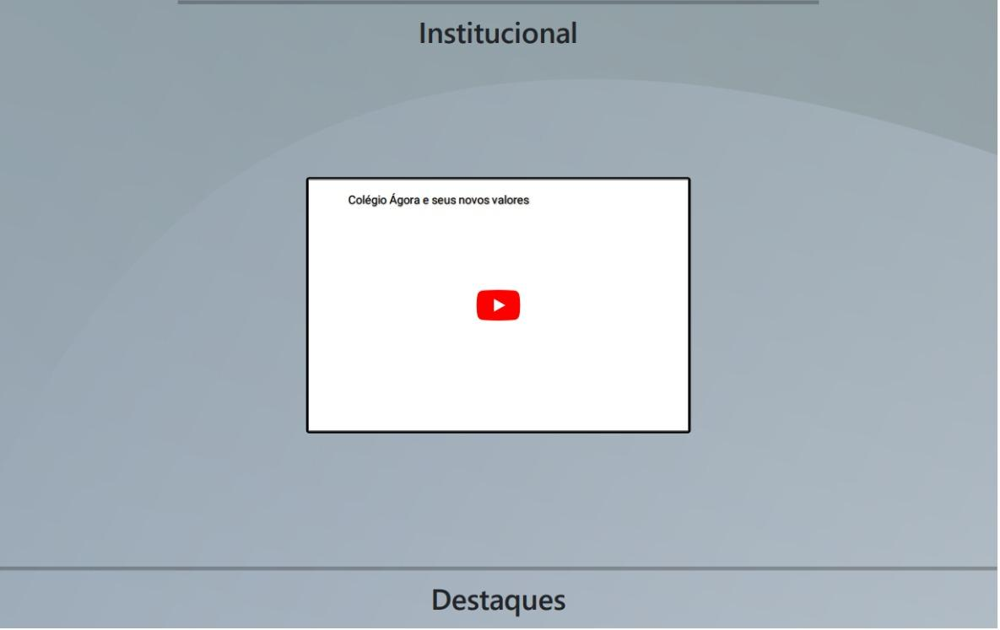 Institucional
Colégio Ágora e seus novos valores
Destaques